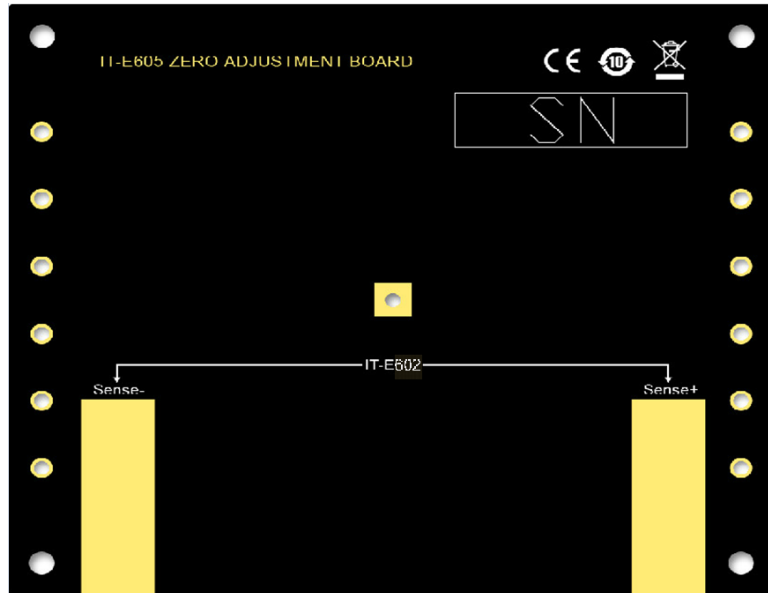 IT-E605 ZERO ADJUSTMENT BOARD
CE 10
SN
IT-E602
Sense-
Sense+